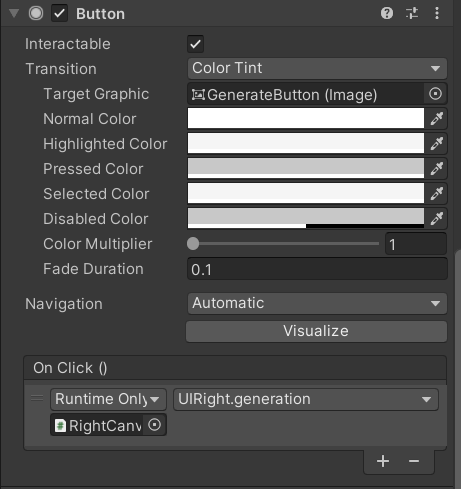 Button
Interactable
Transition Color Tint
Target Graphic GenerateButton (Image)
Normal Color
Highlighted Color
Pressed Color
Selected Color
Disabled Color
Color Multiplier 1
Fade Duration 0.1
Navigation Automatic
Visualize
On Click ()
Runtime Only UIRight.generation
RightCanv